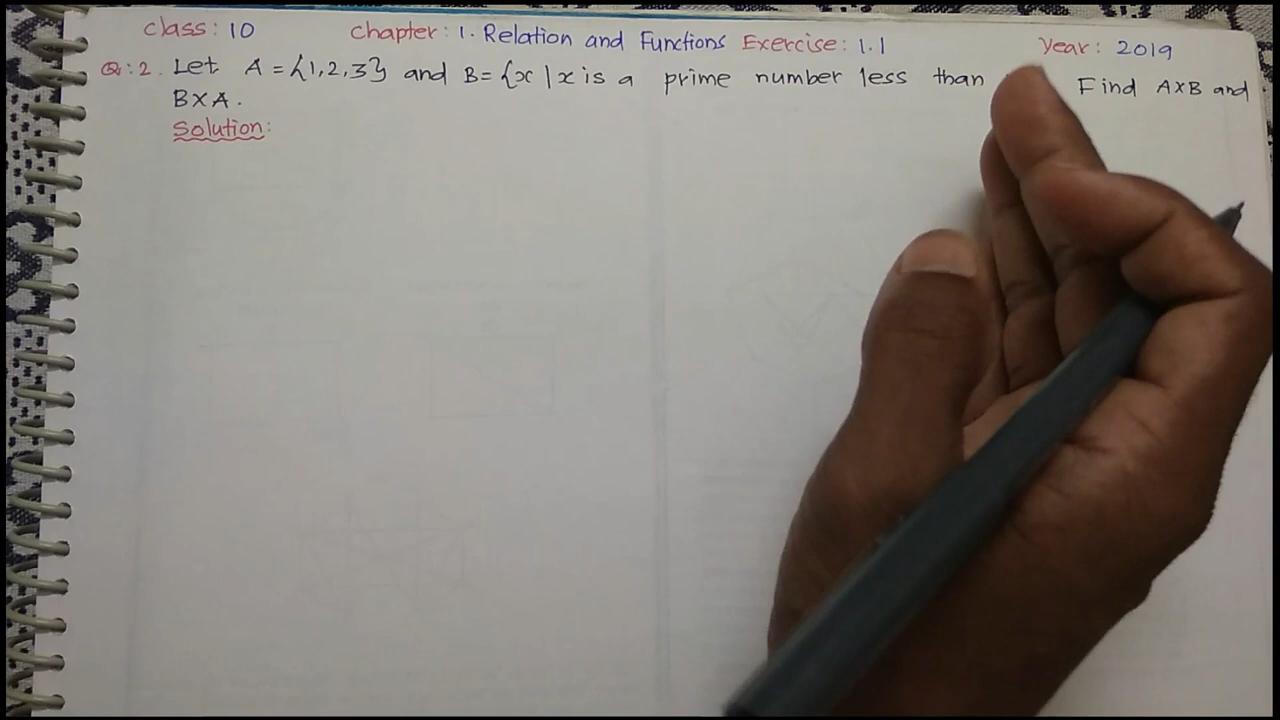 class: 10 chapter: 1. Relation and Functions Exercise: 1.1 Year: 2019
Q: 2. Let A = {1, 2, 3} and B = {x | x is a prime number less than Find A×B and
B×A.
Solution: